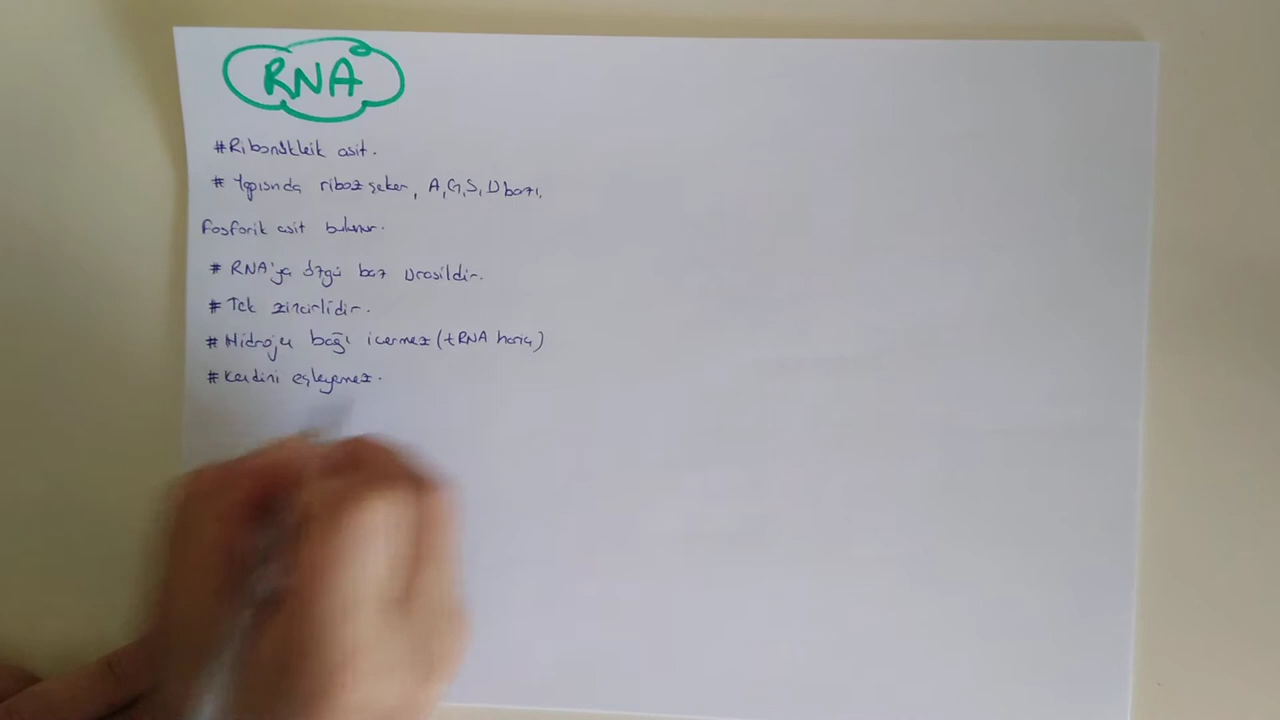 RNA
#Ribonükleik asit.
# Yapısında riboz şeker, A,G,S,U bazı,
fosforik asit bulunur.
# RNA'ya özgü baz Urasildir.
# Tek zincirlidir.
# Hidrojen bağı içermez (tRNA hariç)
# Kendini eşleyemez.